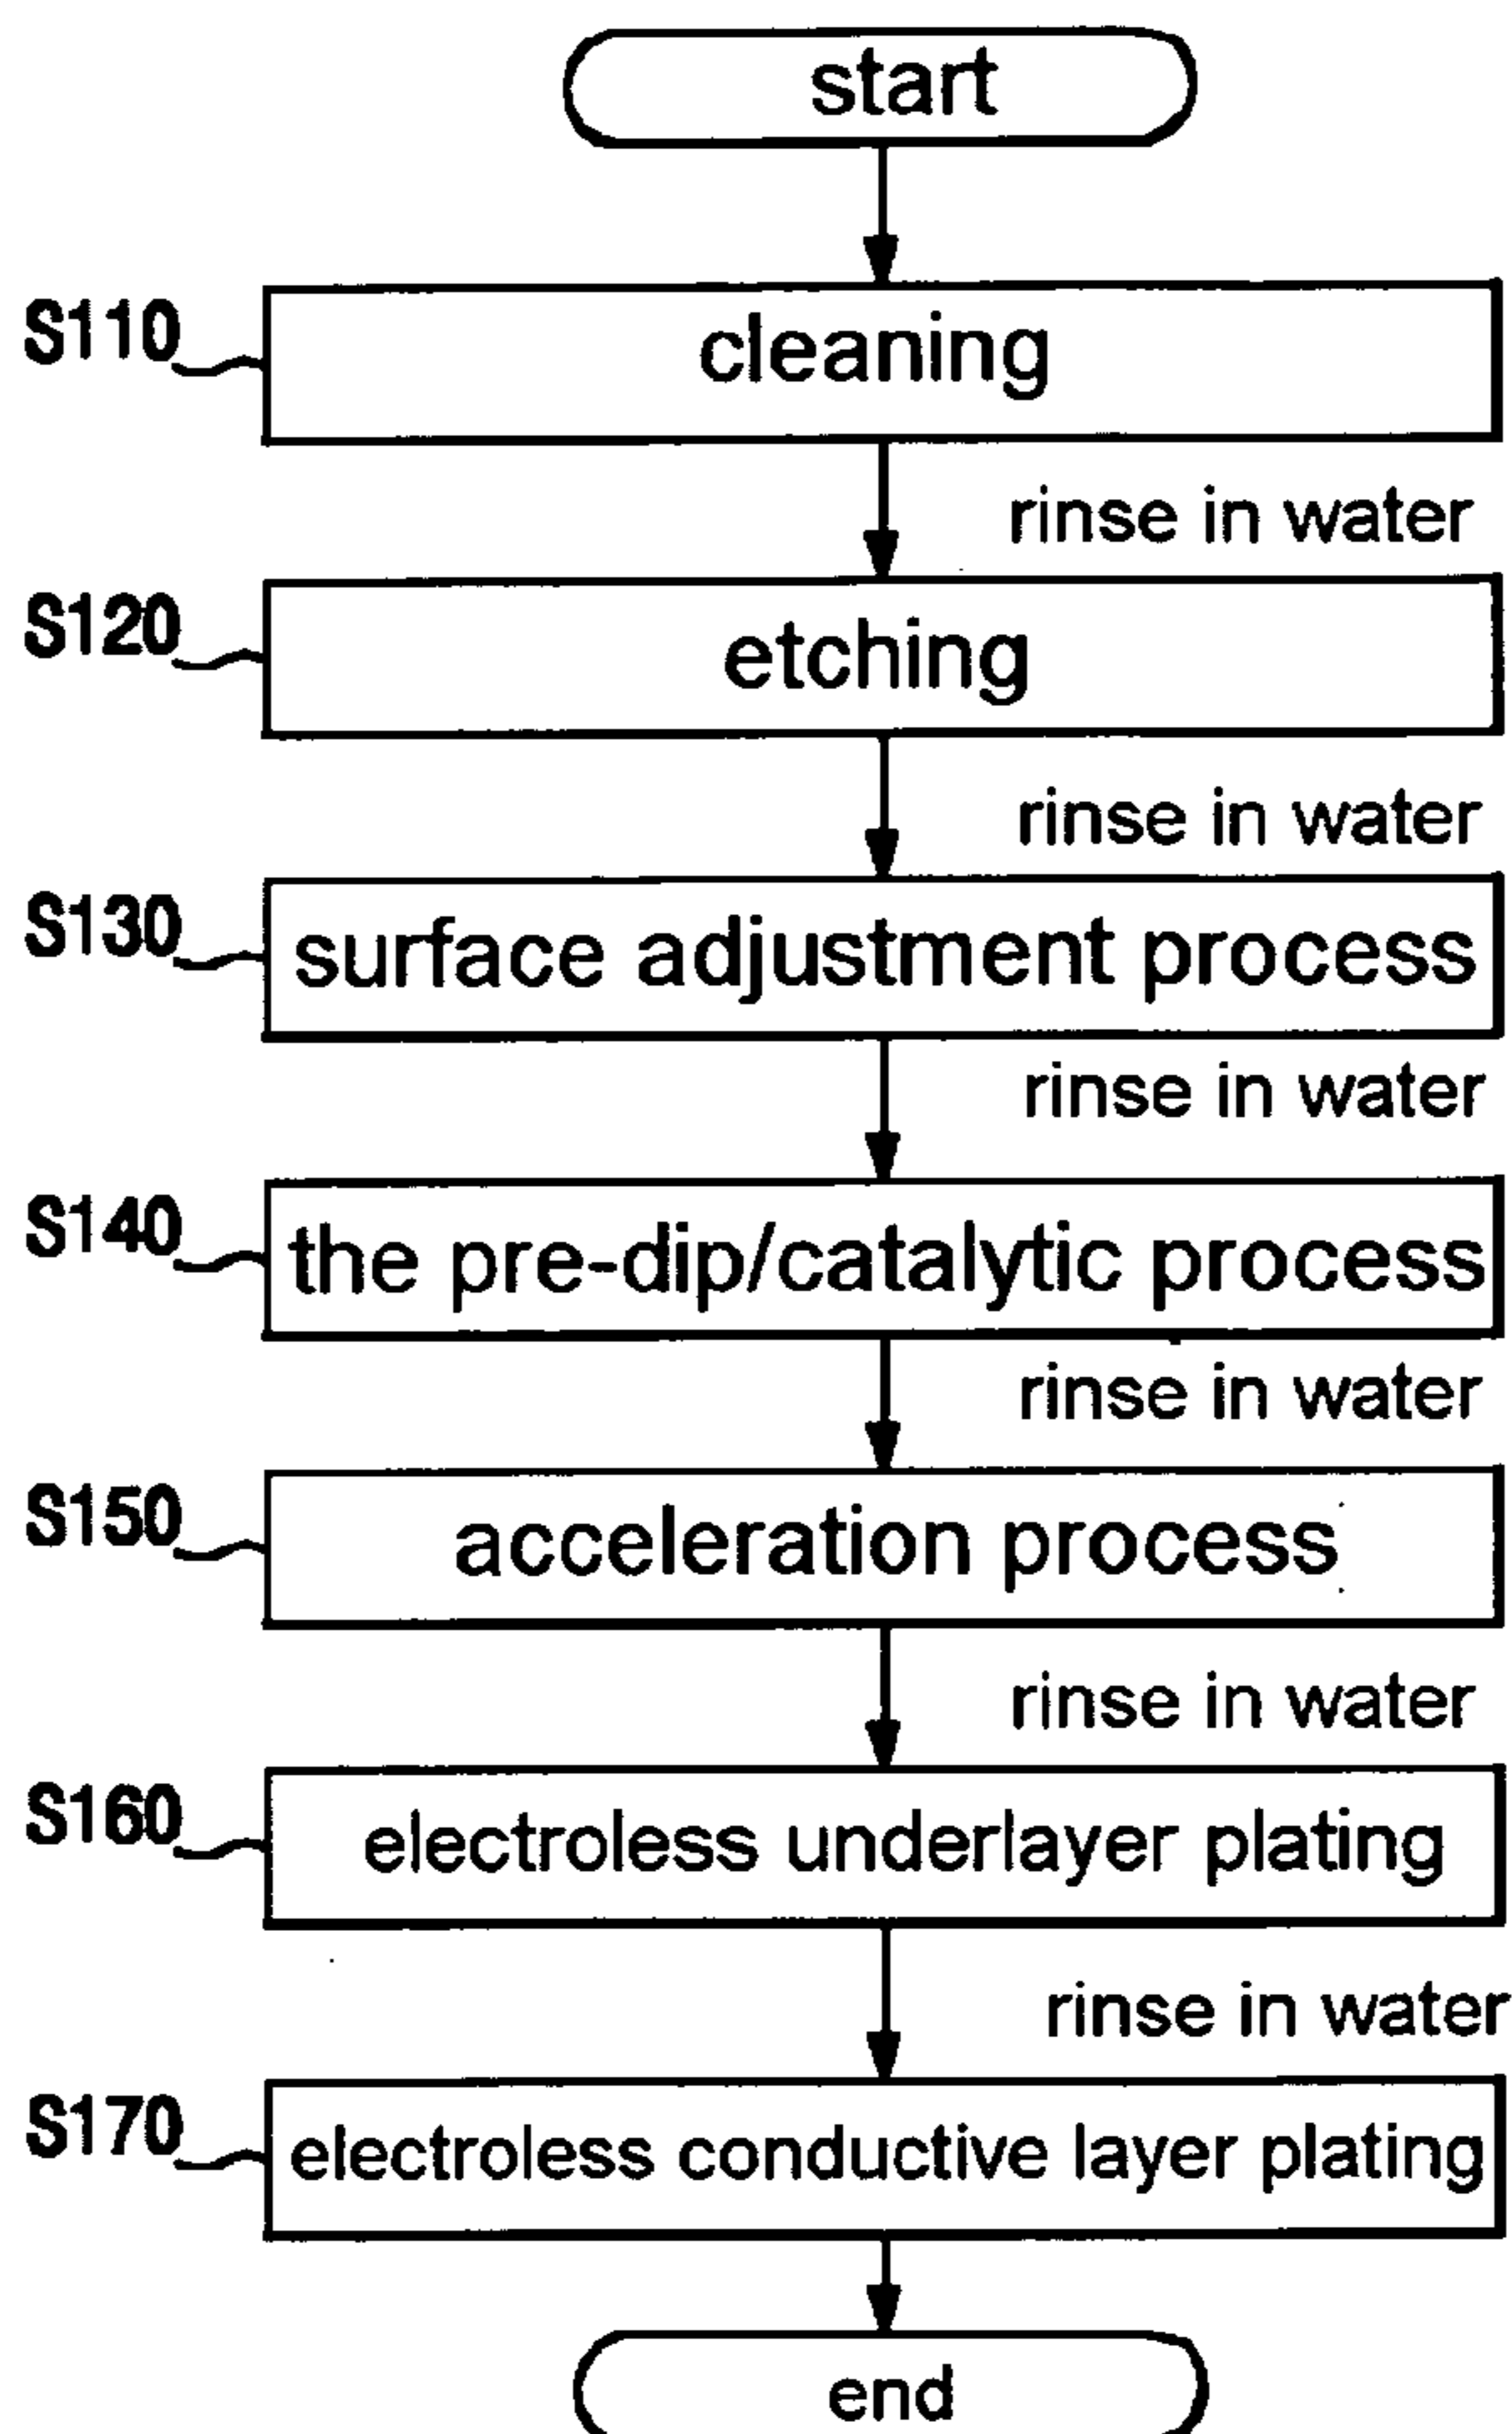 start
S110
cleaning
rinse in water
S120
etching
rinse in water
S130
surface adjustment process
rinse in water
S140
the pre-dip/catalytic process
rinse in water
S150
acceleration process
rinse in water
S160
electroless underlayer plating
rinse in water
S170
electroless conductive layer plating
end